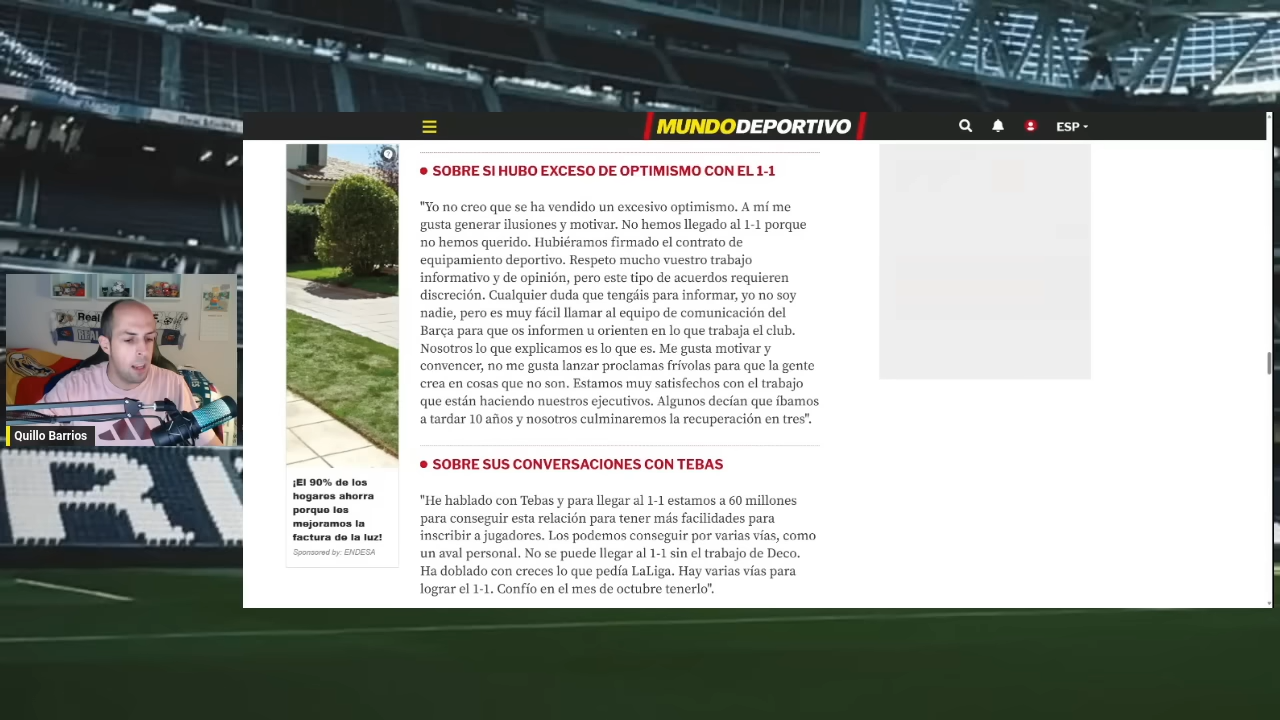 MUNDODEPORTIVO
ESP
SOBRE SI HUBO EXCESO DE OPTIMISMO CON EL 1-1
"Yo no creo que se ha vendido un excesivo optimismo. A mí me
gusta generar ilusiones y motivar. No hemos llegado al 1-1 porque
no hemos querido. Hubiéramos firmado el contrato de
equipamiento deportivo. Respeto mucho vuestro trabajo
informativo y de opinión, pero este tipo de acuerdos requieren
discreción. Cualquier duda que tengáis para informar, yo no soy
nadie, pero es muy fácil llamar al equipo de comunicación del
Barça para que os informen u orienten en lo que trabaja el club.
Nosotros lo que explicamos es lo que es. Me gusta motivar y
convencer, no me gusta lanzar proclamas frívolas para que la gente
crea en cosas que no son. Estamos muy satisfechos con el trabajo
que están haciendo nuestros ejecutivos. Algunos decían que íbamos
a tardar 10 años y nosotros culminaremos la recuperación en tres".
SOBRE SUS CONVERSACIONES CON TEBAS
"He hablado con Tebas y para llegar al 1-1 estamos a 60 millones
para conseguir esta relación para tener más facilidades para
inscribir a jugadores. Los podemos conseguir por varias vías, como
un aval personal. No se puede llegar al 1-1 sin el trabajo de Deco.
Ha doblado con creces lo que pedía LaLiga. Hay varias vías para
lograr el 1-1. Confío en el mes de octubre tenerlo".
¡El 90% de los
hogares ahorra
porque les
mejoramos la
factura de la luz!
Sponsored by: ENDESA
Real
Quillo Barrios